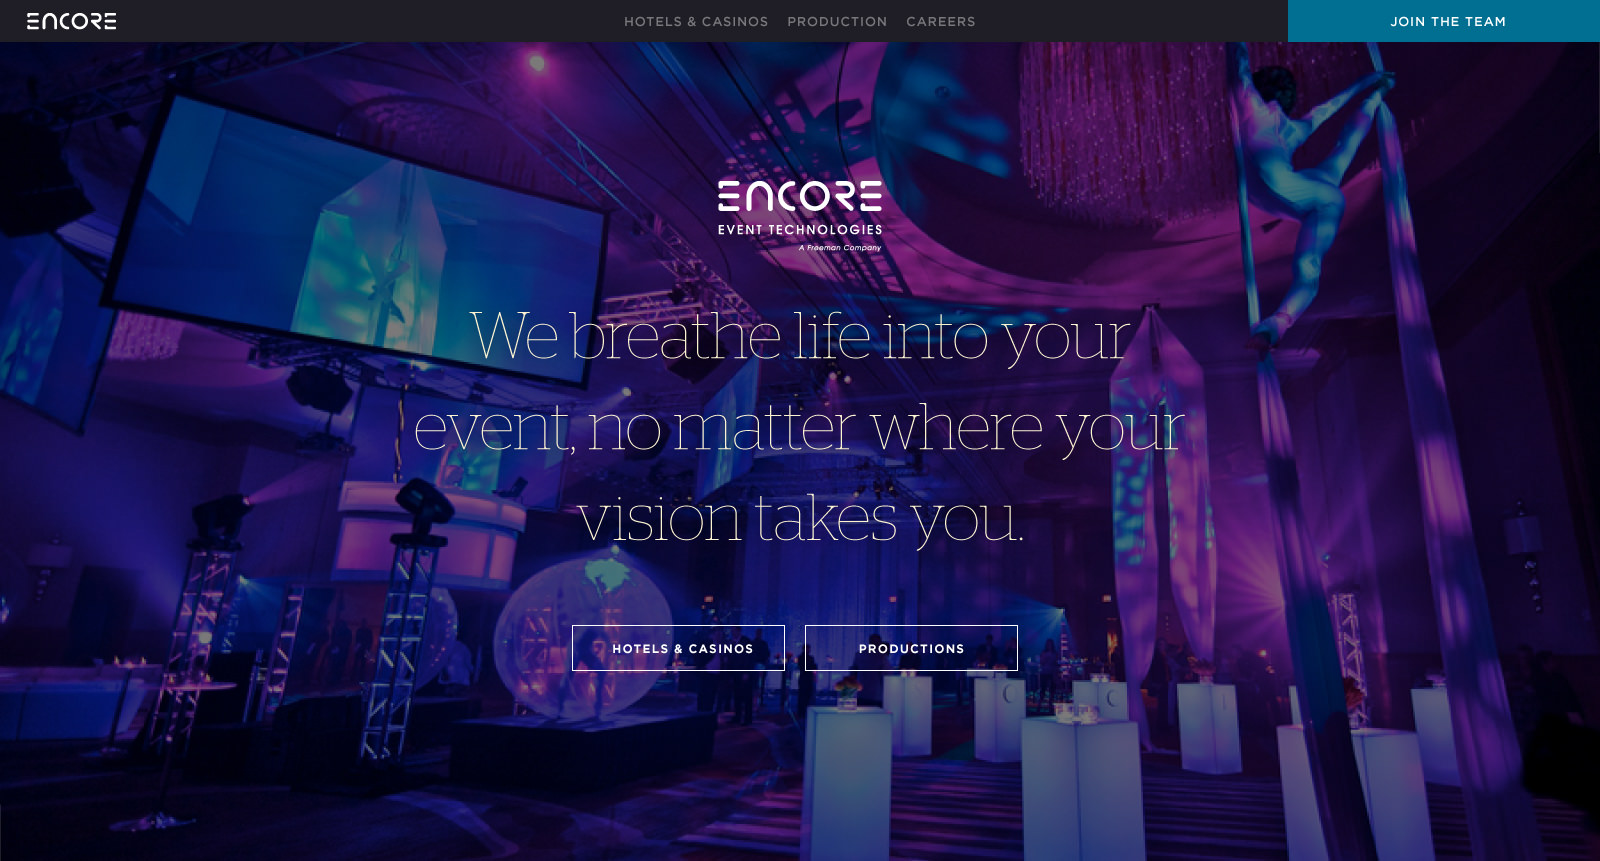 ENCORE
HOTELS & CASINOS PRODUCTION CAREERS
JOIN THE TEAM
ENCORE
EVENT TECHNOLOGIES
A Freeman Company
We breathe life into your
event, no matter where your
vision takes you.
HOTELS & CASINOS
PRODUCTIONS